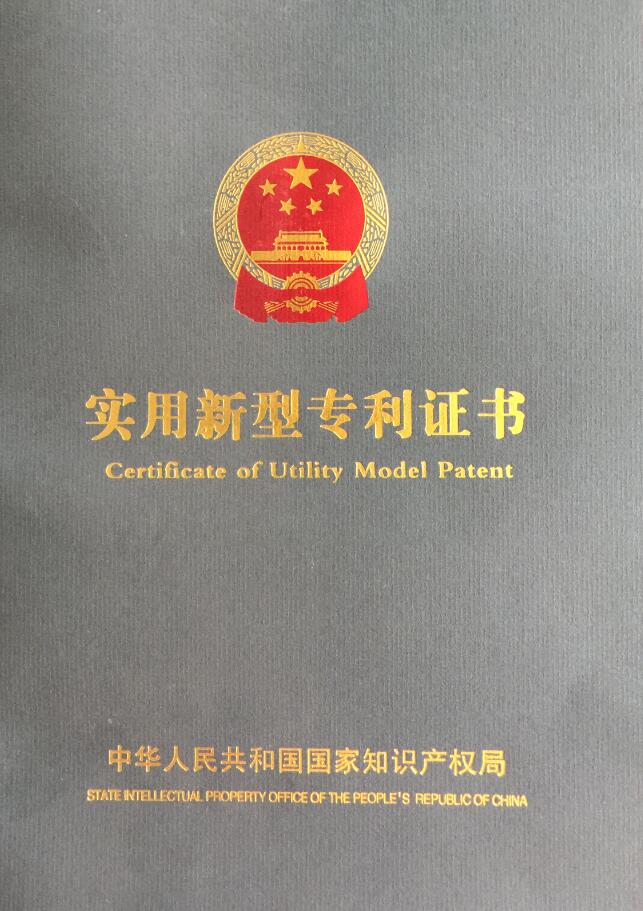 实用新型专利证书
Certificate of Utility Model Patent
中华人民共和国国家知识产权局
STATE INTELLECTUAL PROPERTY OFFICE OF THE PEOPLE'S REPUBLIC OF CHINA